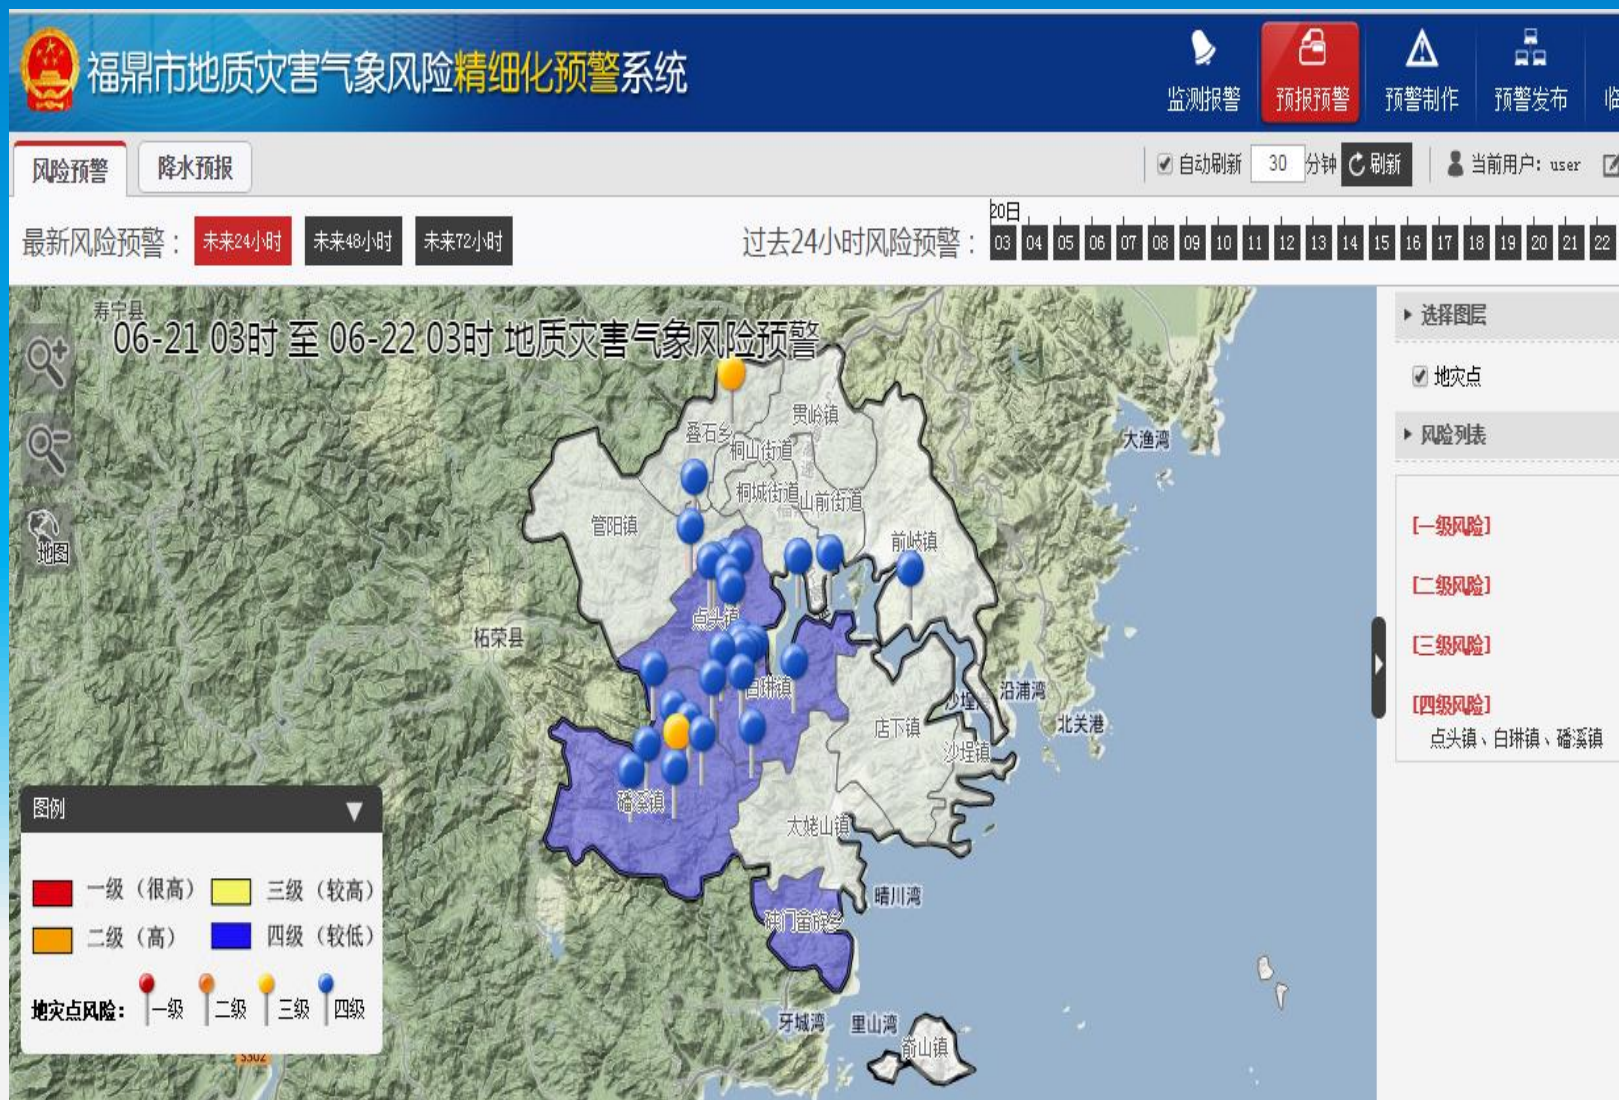 福鼎市地质灾害气象风险精细化预警系统
监测报警 预报预警 预警制作 预警发布 临
风险预警 降水预报
自动刷新 30 分钟 刷新 当前用户: user
最新风险预警: 未来24小时 未来48小时 未来72小时
过去24小时风险预警:
20日
03 04 05 06 07 08 09 10 11 12 13 14 15 16 17 18 19 20 21 22
寿宁县
06-21 03时 至 06-22 03时 地质灾害气象风险预警
地图
贯岭镇
叠石乡
桐山街道
桐城街道
山前街道
管阳镇
前岐镇
大渔湾
点头镇
柘荣县
白琳镇
沿浦湾
沙埕港
北关港
店下镇
沙埕镇
磻溪镇
太姥山镇
晴川湾
硖门畲族乡
牙城湾
里山湾
嵛山镇
S302
选择图层
地灾点
风险列表
[一级风险]
[二级风险]
[三级风险]
[四级风险]
点头镇、白琳镇、磻溪镇
图例
一级(很高) 三级(较高)
二级(高) 四级(较低)
地灾点风险: 一级 二级 三级 四级